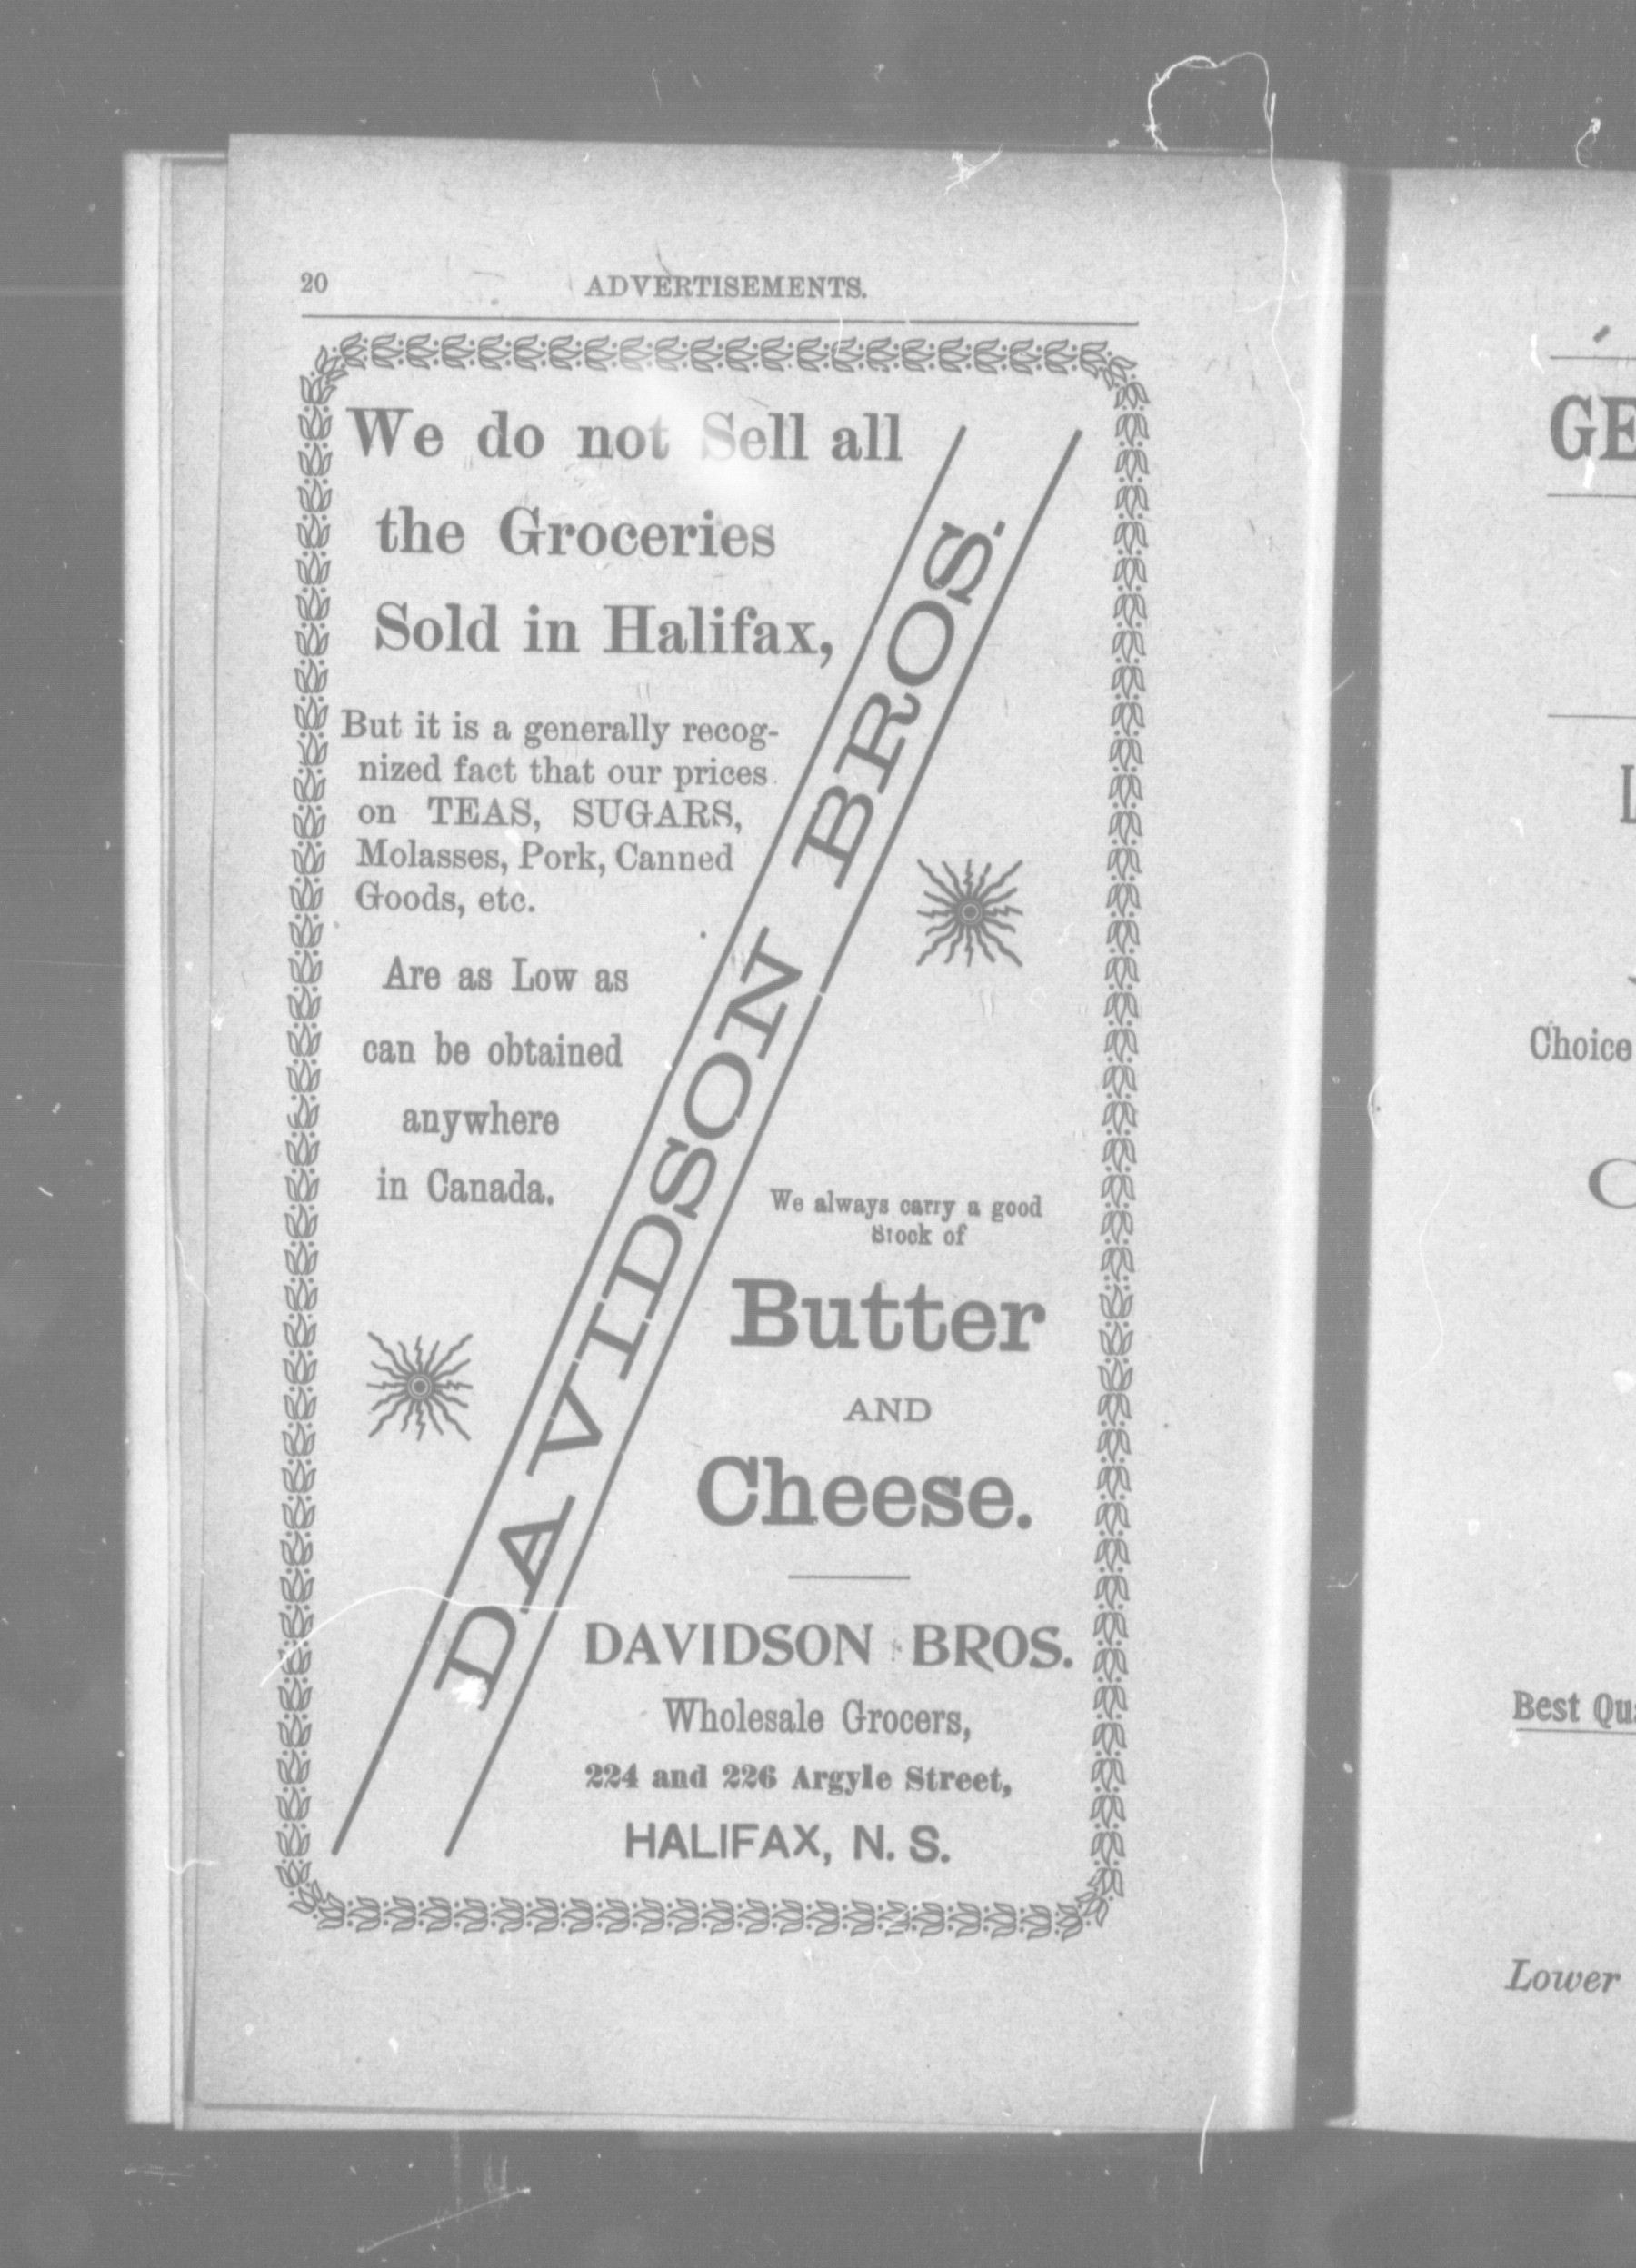 20 ADVERTISEMENTS.
We do not Sell all
the Groceries
Sold in Halifax,
But it is a generally recog-
nized fact that our prices
on TEAS, SUGARS,
Molasses, Pork, Canned
Goods, etc.
Are as Low as
can be obtained
anywhere
in Canada.
DAVIDSON BROS.
We always carry a good
Stock of
Butter
AND
Cheese.
DAVIDSON BROS.
Wholesale Grocers,
224 and 226 Argyle Street,
HALIFAX, N. S.
GE
Choice
Best Qu
Lower